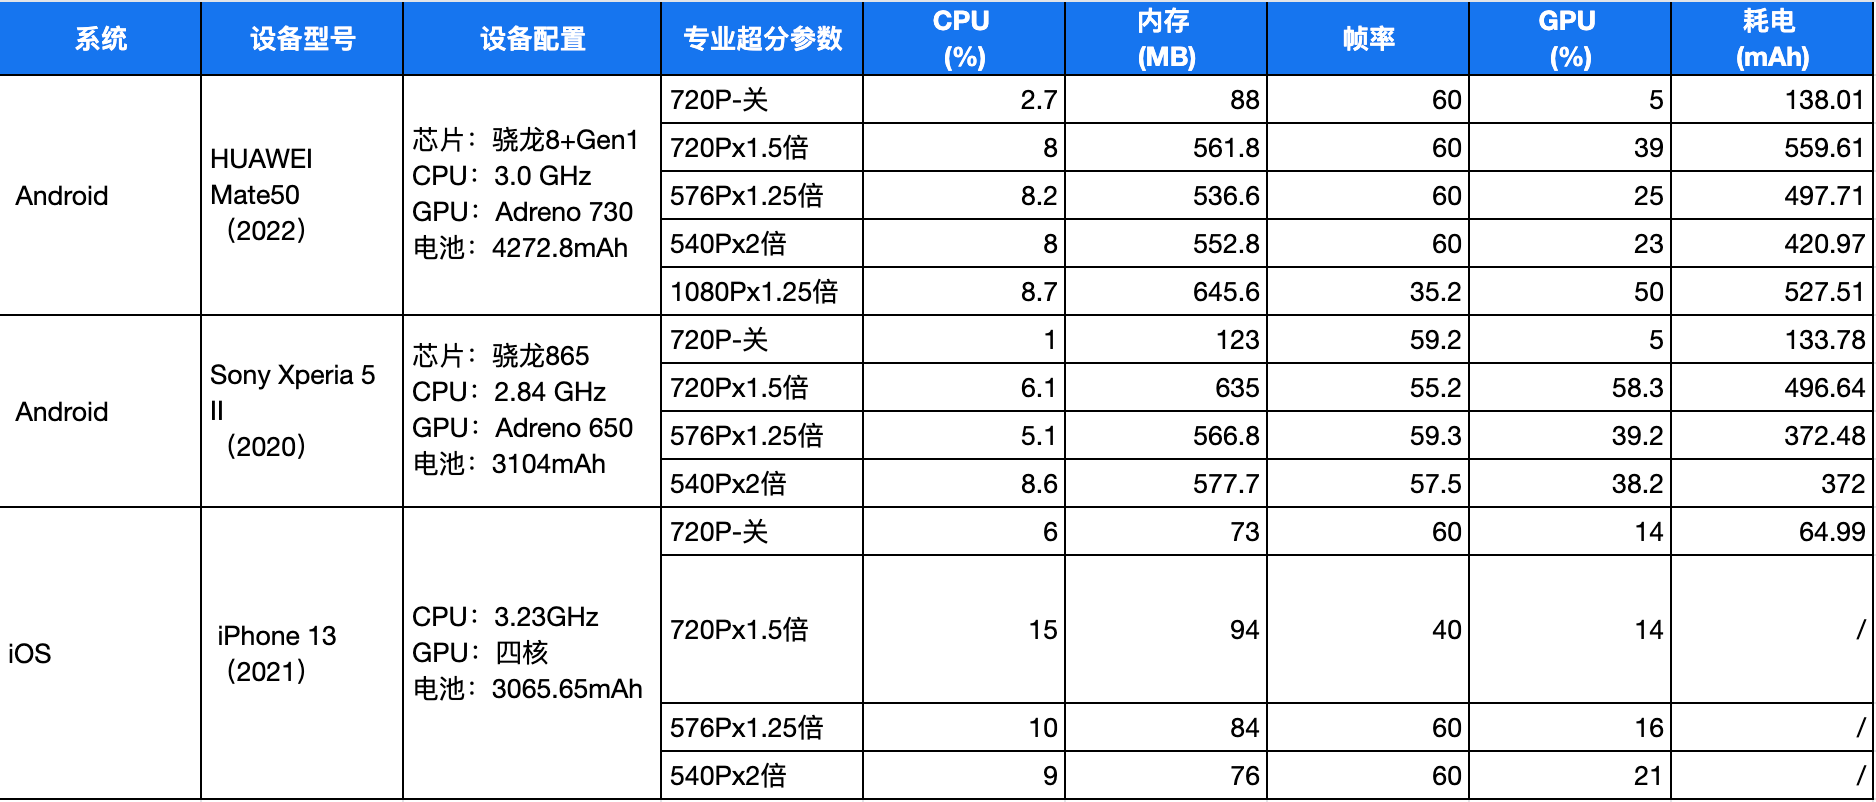 系统
设备型号
设备配置
专业超分参数
CPU
(%)
内存
(MB)
帧率
GPU
(%)
耗电
(mAh)
Android
HUAWEI
Mate50
（2022）
芯片：骁龙8+Gen1
CPU：3.0 GHz
GPU：Adreno 730
电池：4272.8mAh
720P-关 2.7 88 60 5 138.01
720Px1.5倍 8 561.8 60 39 559.61
576Px1.25倍 8.2 536.6 60 25 497.71
540Px2倍 8 552.8 60 23 420.97
1080Px1.25倍 8.7 645.6 35.2 50 527.51
Android
Sony Xperia 5
II
（2020）
芯片：骁龙865
CPU：2.84 GHz
GPU：Adreno 650
电池：3104mAh
720P-关 1 123 59.2 5 133.78
720Px1.5倍 6.1 635 55.2 58.3 496.64
576Px1.25倍 5.1 566.8 59.3 39.2 372.48
540Px2倍 8.6 577.7 57.5 38.2 372
iOS
iPhone 13
（2021）
CPU：3.23GHz
GPU：四核
电池：3065.65mAh
720P-关 6 73 60 14 64.99
720Px1.5倍 15 94 40 14 /
576Px1.25倍 10 84 60 16 /
540Px2倍 9 76 60 21 /